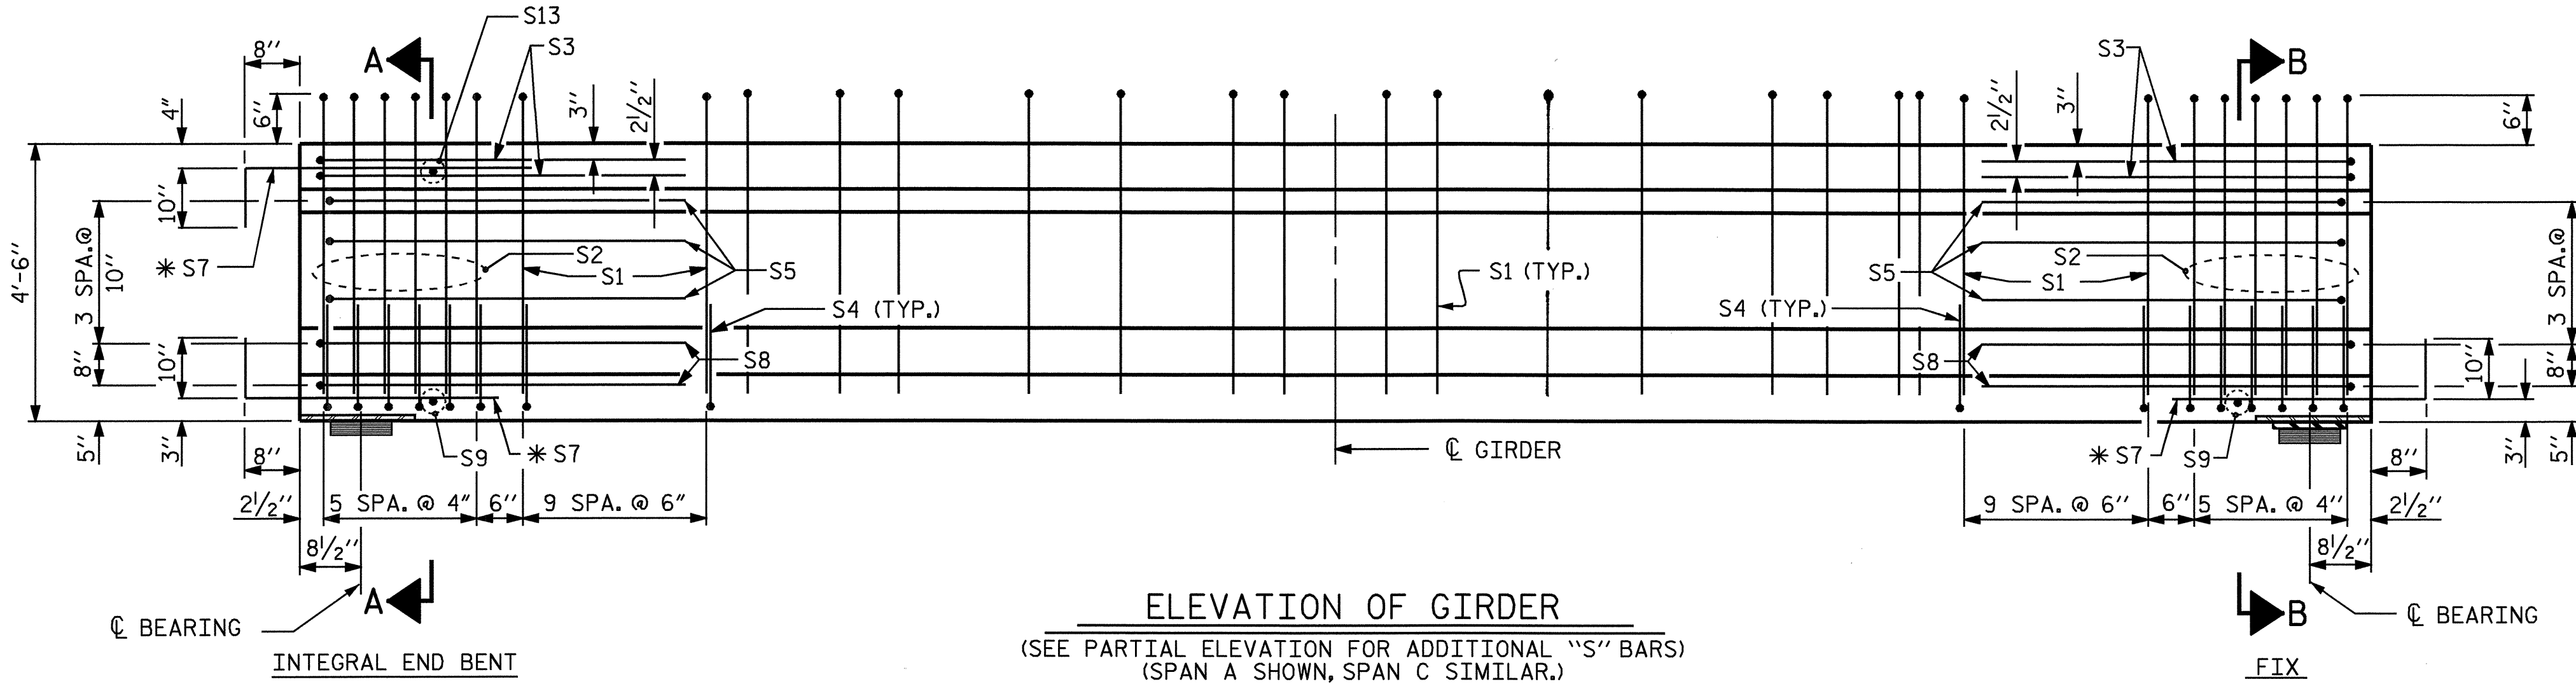 S13
S3
8''
A
4"
6''
3''
2½''
S3
2½''
3''
B
6''
4'-6''
3 SPA.@
10''
10''
✳ S7
S2
S1
S5
S1 (TYP.)
S4 (TYP.)
S4 (TYP.)
S5
S2
S1
3 SPA.@
8''
10''
S8
S8
10''
8''
5''
3''
8''
S9
✳ S7
℄ GIRDER
✳ S7
S9
8''
3''
5''
2½''
5 SPA. @ 4"
6''
9 SPA. @ 6"
9 SPA. @ 6''
6''
5 SPA. @ 4''
2½''
8½''
8½''
A
℄ BEARING
INTEGRAL END BENT
ELEVATION OF GIRDER
(SEE PARTIAL ELEVATION FOR ADDITIONAL "S" BARS)
(SPAN A SHOWN, SPAN C SIMILAR.)
B
℄ BEARING
FIX